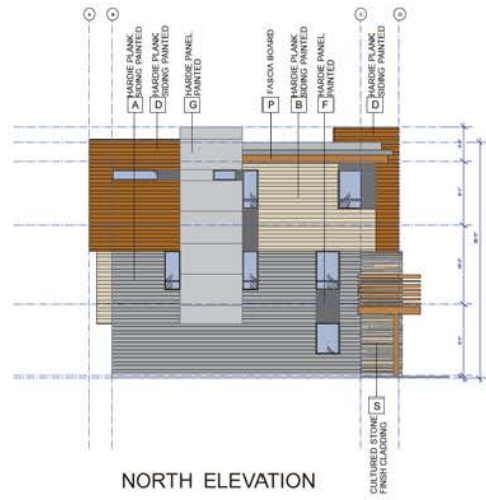 HARDIE PLANK
SIDING PAINTED
A
HARDIE PLANK
SIDING PAINTED
D
HARDIE PANEL
PAINTED
G
FASCIA BOARD
P
HARDIE PLANK
SIDING PAINTED
B
HARDIE PANEL
PAINTED
F
HARDIE PLANK
SIDING PAINTED
D
S
CULTURED STONE
FINISH CLADDING
NORTH ELEVATION